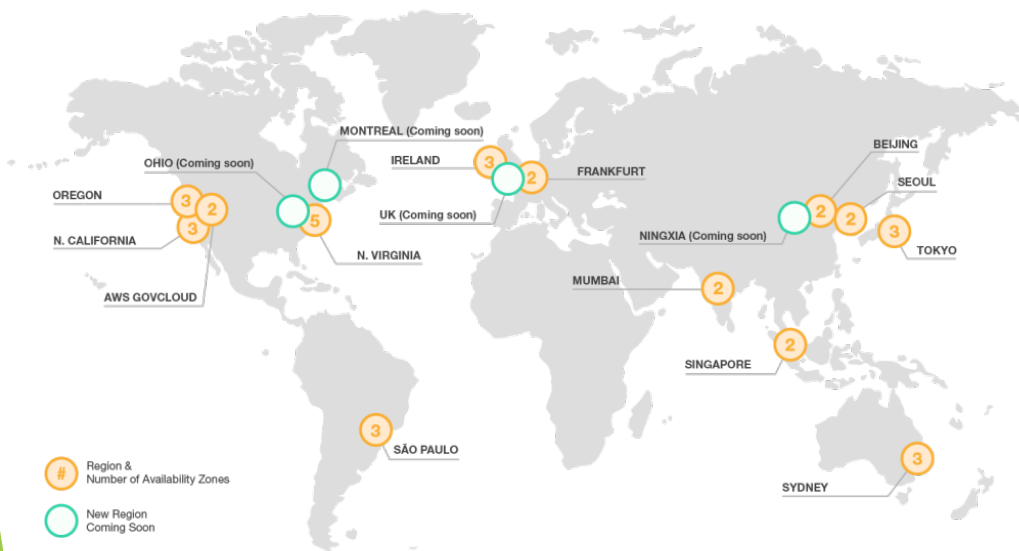 MONTREAL (Coming soon)
OHIO (Coming soon)
IRELAND
3
2
FRANKFURT
BEIJING
SEOUL
OREGON
3
2
UK (Coming soon)
5
N. CALIFORNIA
3
N. VIRGINIA
NINGXIA (Coming soon)
2
2
3
TOKYO
AWS GOVCLOUD
MUMBAI
2
SINGAPORE
2
3
SÃO PAULO
3
SYDNEY
#
Region &
Number of Availability Zones
New Region
Coming Soon